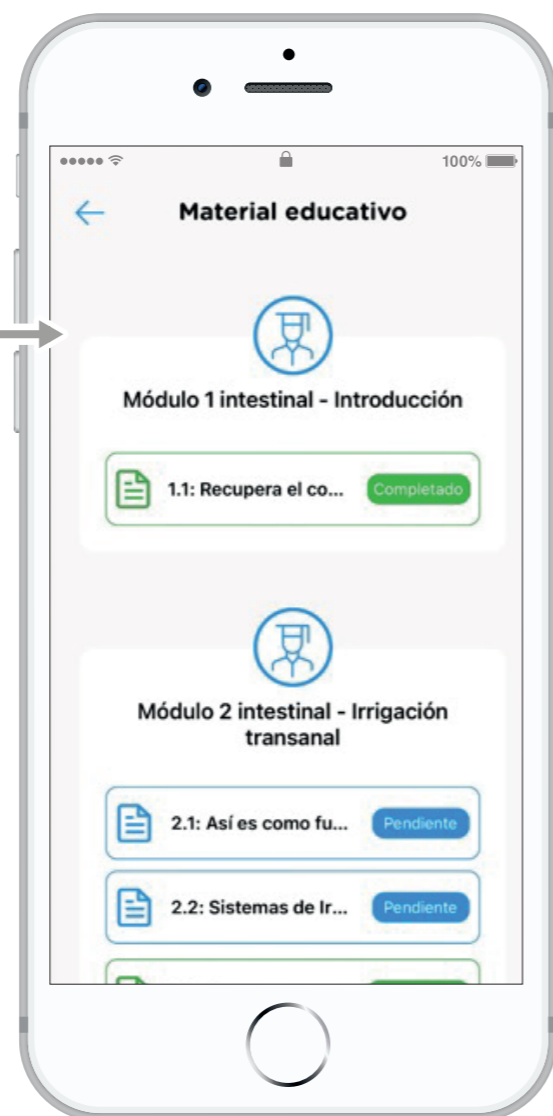 100%
Material educativo
Módulo 1 intestinal - Introducción
1.1: Recupera el co... Completado
Módulo 2 intestinal - Irrigación
transanal
2.1: Así es como fu... Pendiente
2.2: Sistemas de Ir... Pendiente